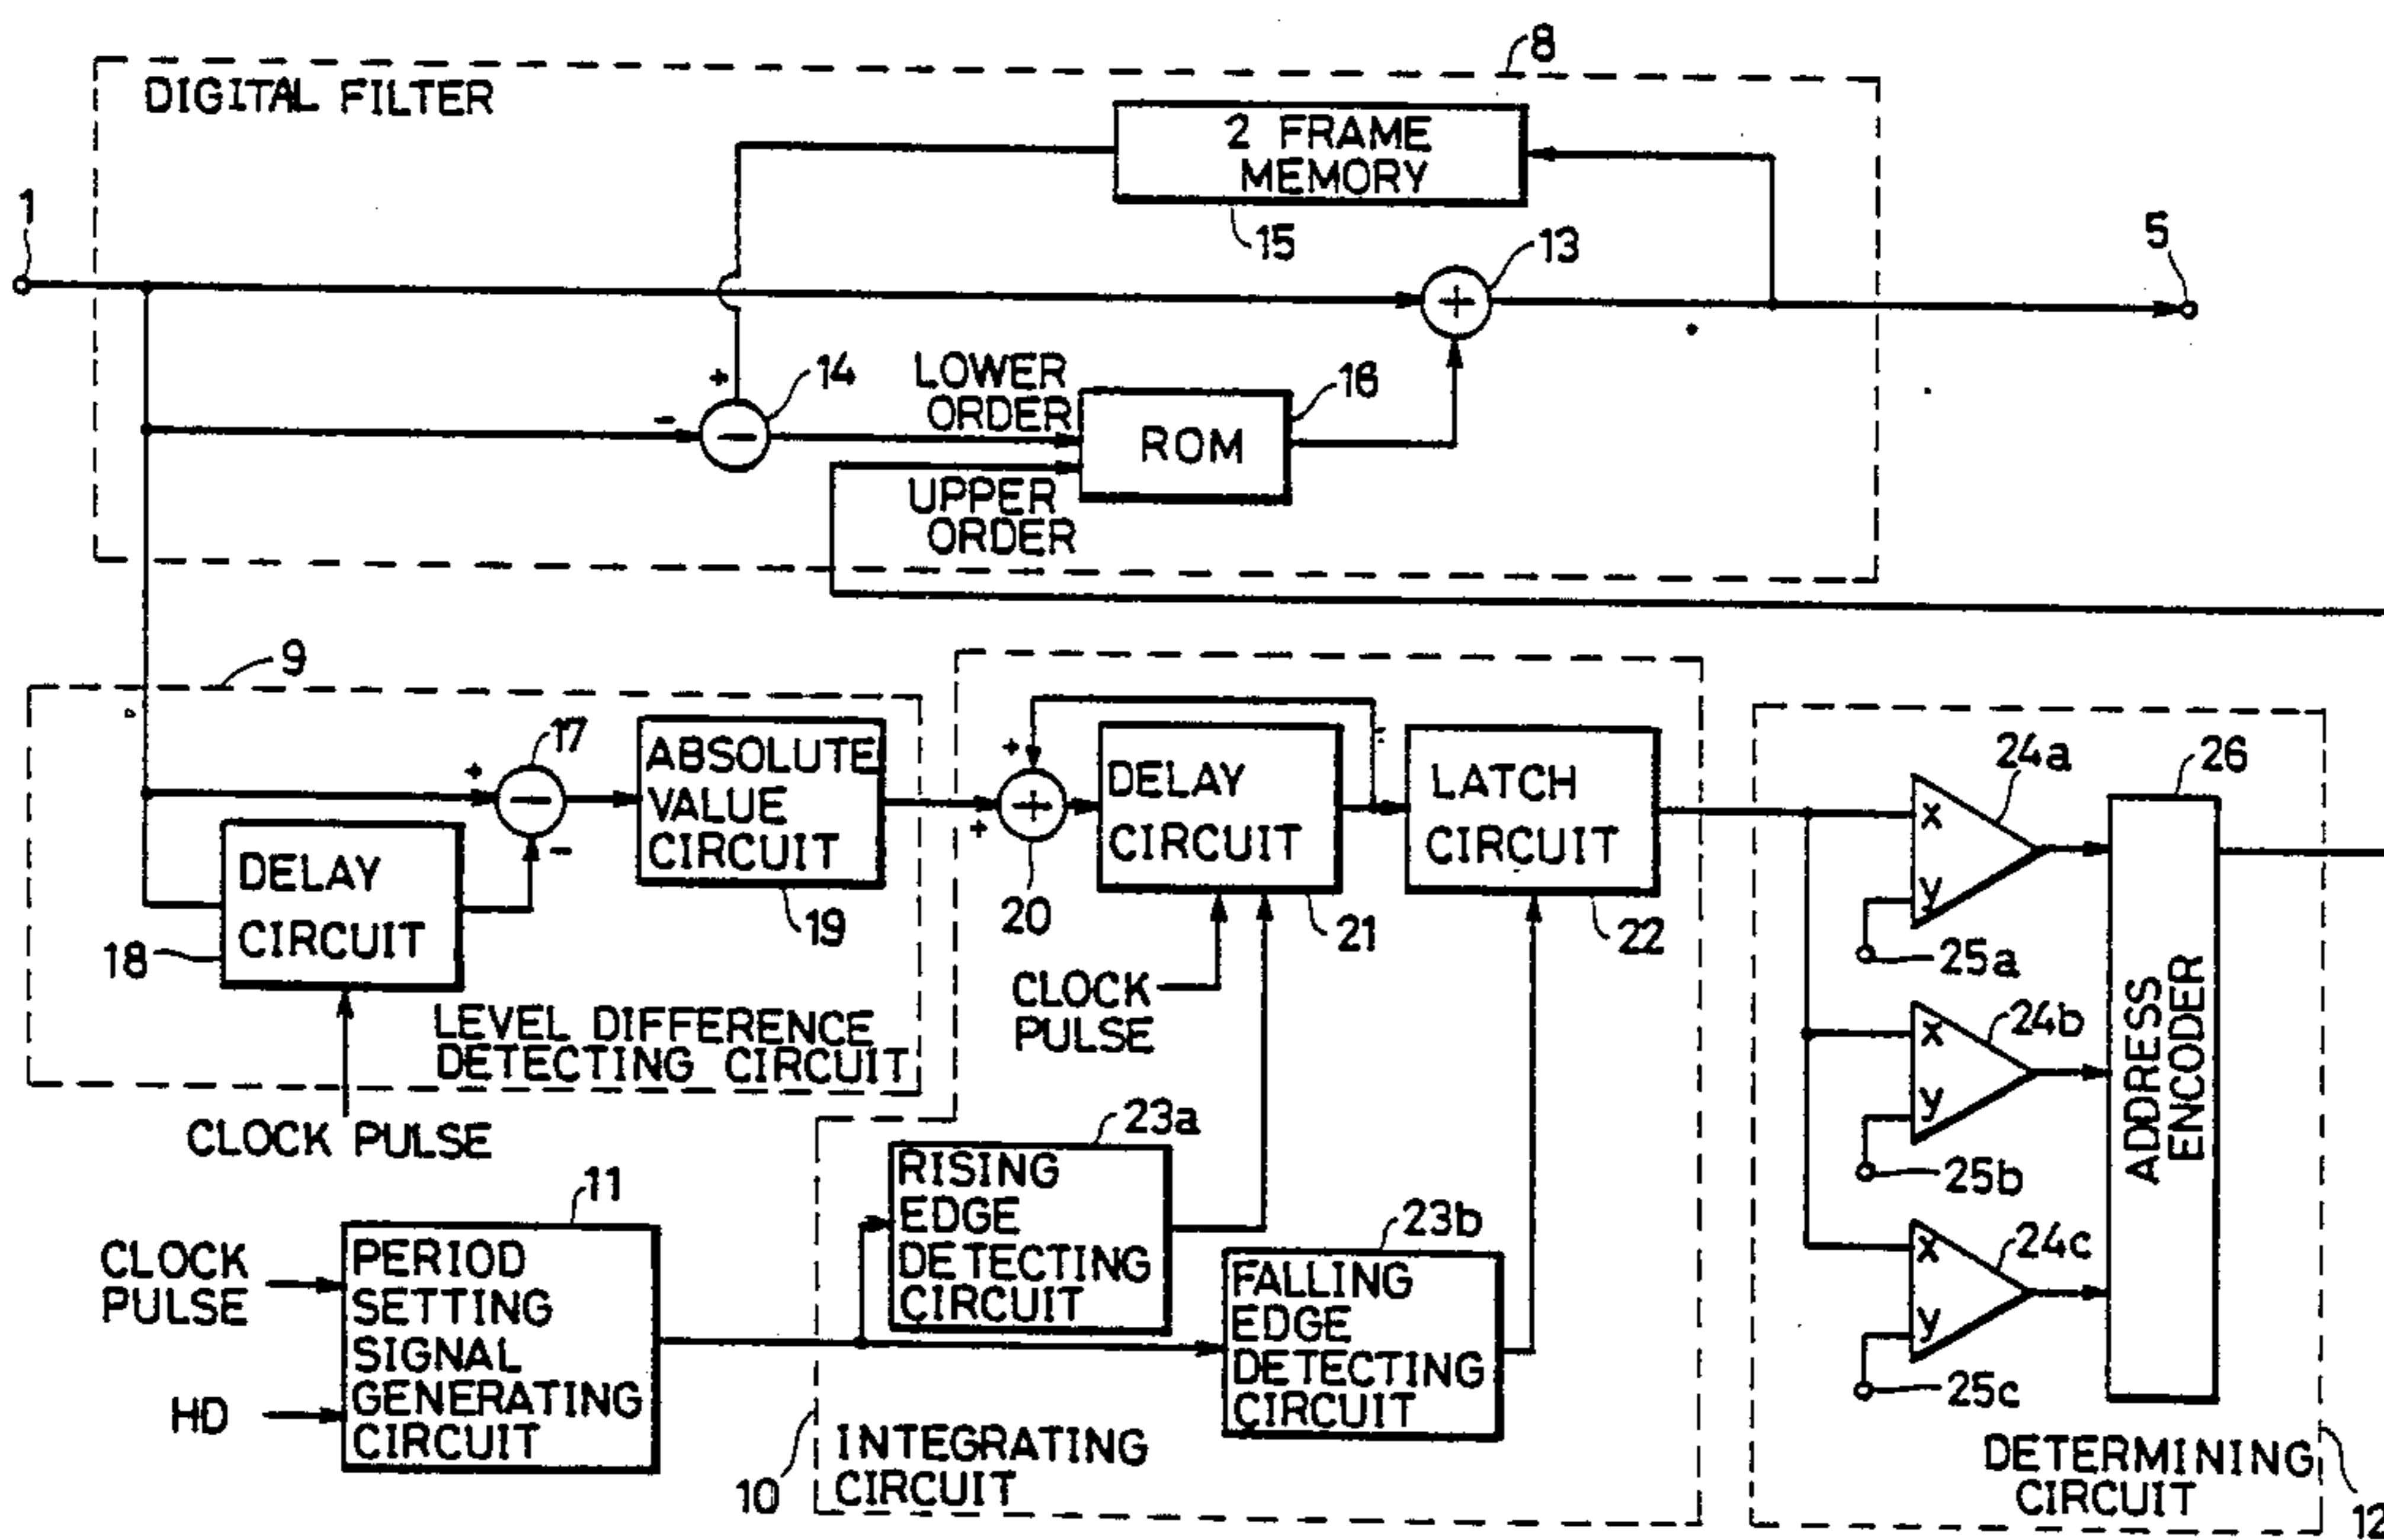 8
DIGITAL FILTER
2 FRAME
MEMORY
1
15
13
5
+
+
14
LOWER
ORDER
16
-
−
ROM
UPPER
ORDER
9
17
ABSOLUTE
VALUE
CIRCUIT
+
−
-
19
DELAY
CIRCUIT
18
LEVEL DIFFERENCE
DETECTING CIRCUIT
CLOCK PULSE
+
+
+
20
DELAY
CIRCUIT
21
LATCH
CIRCUIT
22
CLOCK
PULSE
24a
26
X
Y
25a
24b
X
Y
25b
24c
X
Y
25c
ADDRESS
ENCODER
23a
RISING
EDGE
DETECTING
CIRCUIT
11
CLOCK
PULSE
HD
PERIOD
SETTING
SIGNAL
GENERATING
CIRCUIT
23b
FALLING
EDGE
DETECTING
CIRCUIT
10
INTEGRATING
CIRCUIT
DETERMINING
CIRCUIT
12